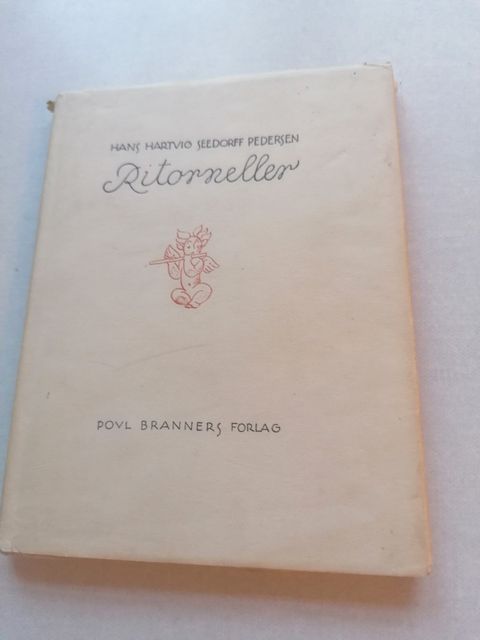 HANS HARTVIG SEEDORFF PEDERSEN
Ritorneller
POVL BRANNERS FORLAG